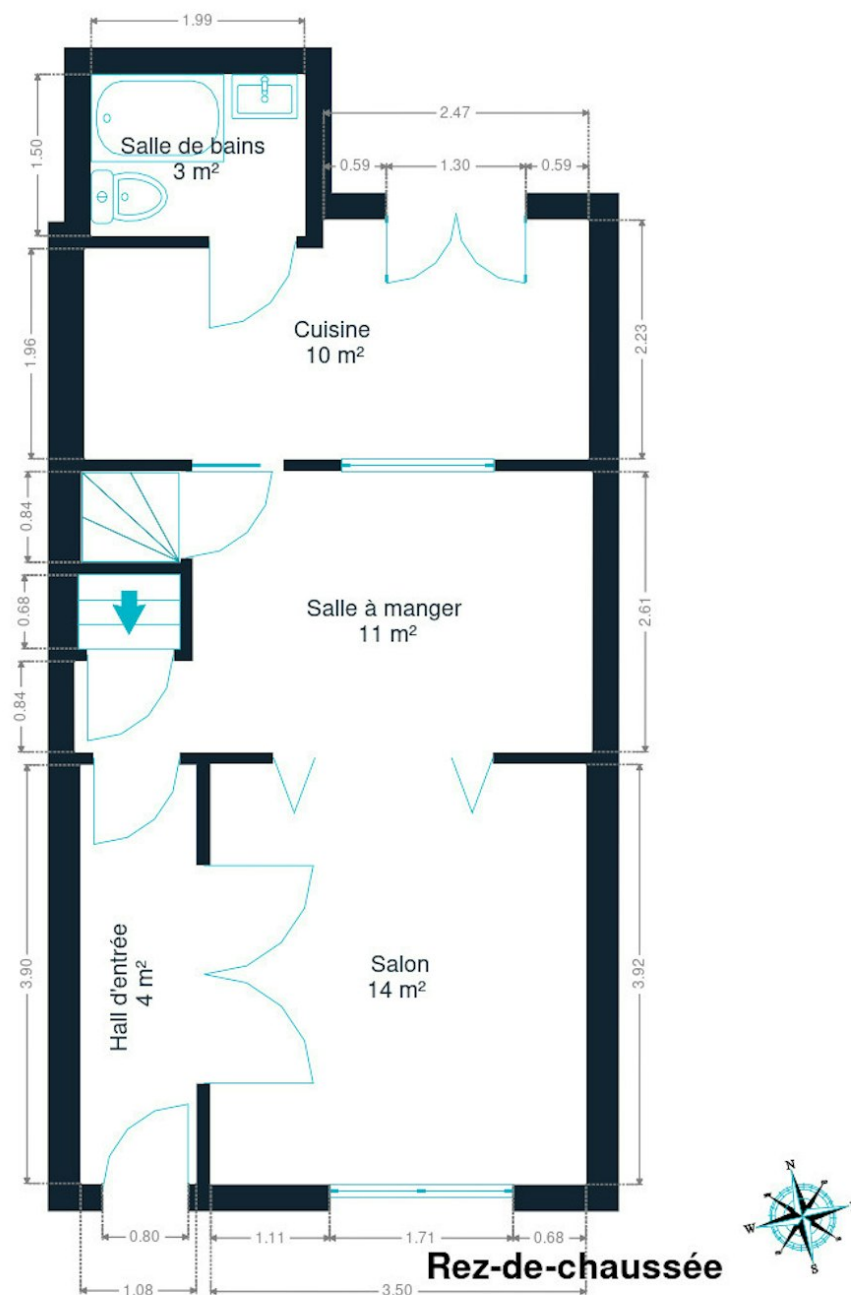 1.99
2.47
0.59
1.30
0.59
1.50
Salle de bains
3 m²
Cuisine
10 m²
1.96
2.23
0.84
0.68
0.84
Salle à manger
11 m²
2.61
3.90
Hall d'entrée
4 m²
Salon
14 m²
3.92
0.80
1.11
1.71
0.68
1.08
3.50
Rez-de-chaussée
N
W
S